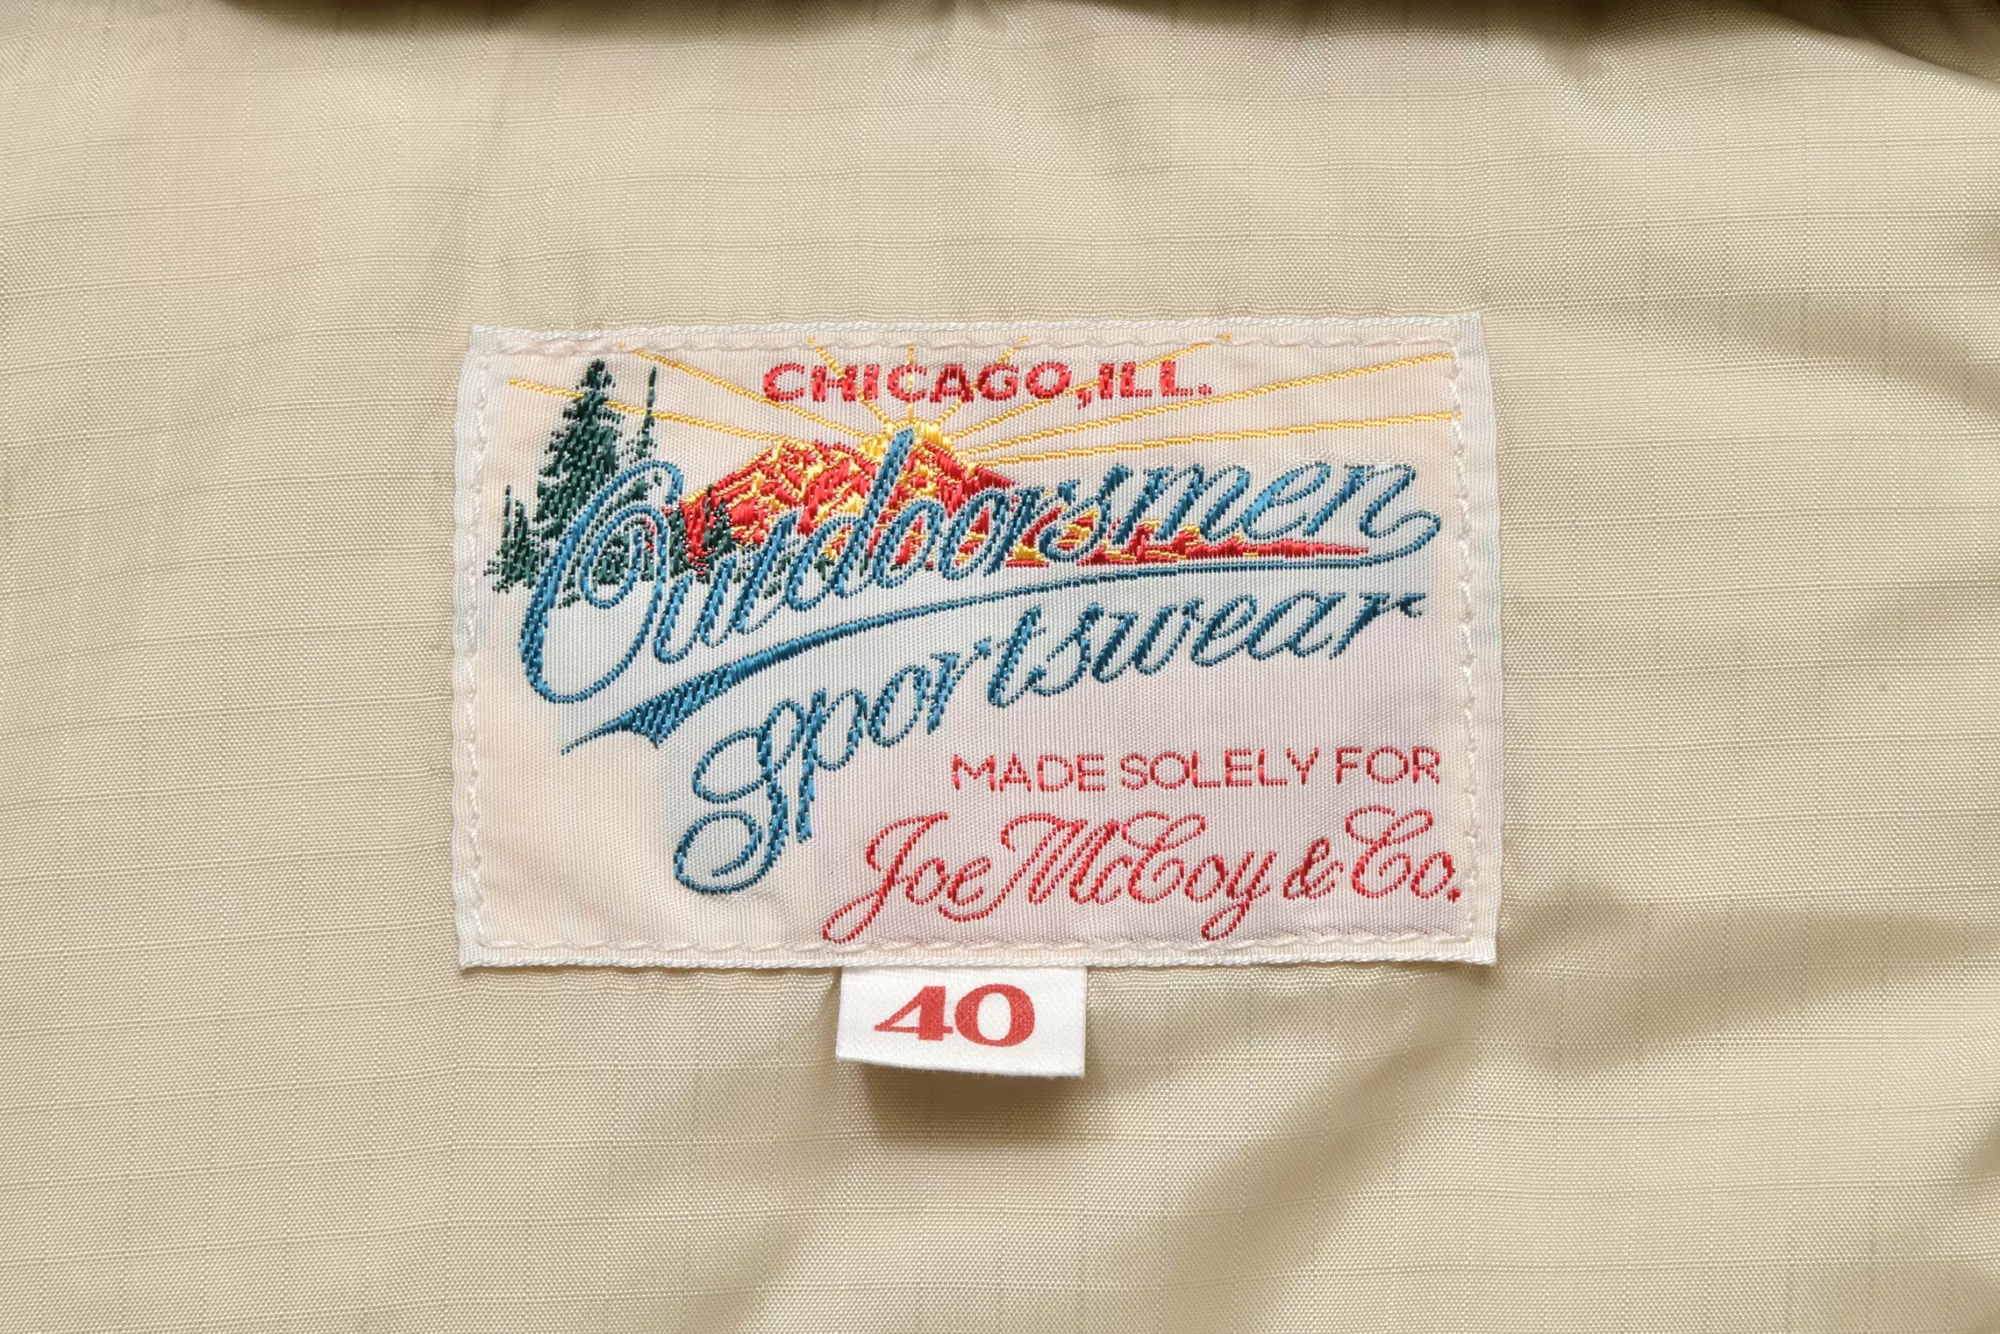 CHICAGO, ILL.
Outdoorsmen
Sportswear
MADE SOLELY FOR
Joe McCoy & Co.
40